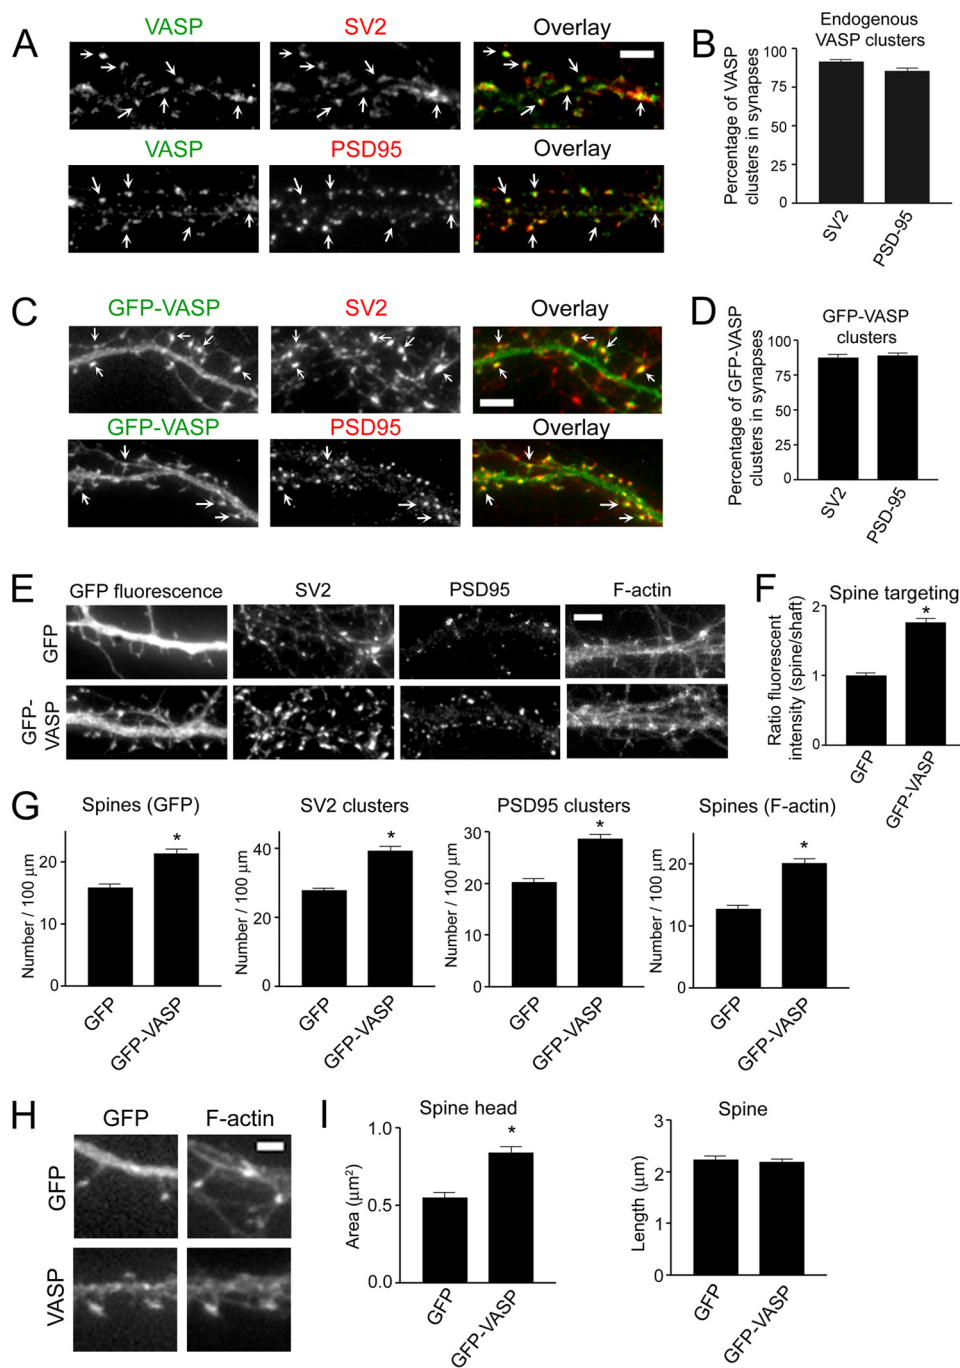 A
VASP
SV2
Overlay
VASP
PSD95
Overlay
B
Endogenous
VASP clusters
Percentage of VASP
clusters in synapses
100
75
50
25
0
SV2
PSD-95
C
GFP-VASP
SV2
Overlay
GFP-VASP
PSD95
Overlay
D
GFP-VASP
clusters
Percentage of GFP-VASP
clusters in synapses
100
75
50
25
0
SV2
PSD-95
E
GFP fluorescence
SV2
PSD95
F-actin
GFP
GFP-
VASP
F
Spine targeting
Ratio fluorescent
intensity (spine/shaft)
2
1
0
*
GFP
GFP-VASP
G
Spines (GFP)
Number / 100 µm
20
10
0
*
GFP
GFP-VASP
SV2 clusters
Number / 100 µm
40
20
0
*
GFP
GFP-VASP
PSD95 clusters
Number / 100 µm
30
20
10
0
*
GFP
GFP-VASP
Spines (F-actin)
Number / 100 µm
20
10
0
*
GFP
GFP-VASP
H
GFP
F-actin
GFP
VASP
I
Spine head
Area (µm²)
1.0
0.5
0.0
*
GFP
GFP-VASP
Spine
Length (µm)
3
2
1
0
GFP
GFP-VASP